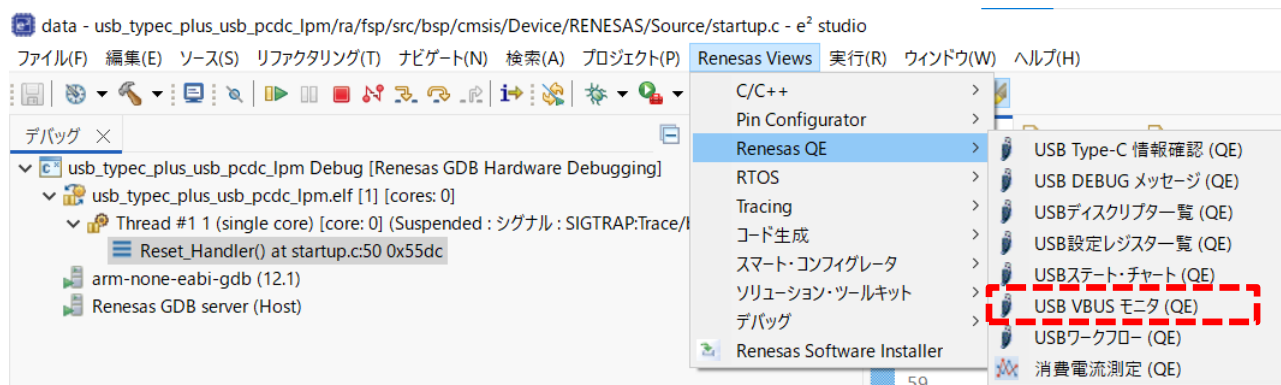 data - usb_typec_plus_usb_pcdc_lpm/ra/fsp/src/bsp/cmsis/Device/RENESAS/Source/startup.c - e² studio
ファイル(F) 編集(E) ソース(S) リファクタリング(T) ナビゲート(N) 検索(A) プロジェクト(P) Renesas Views 実行(R) ウィンドウ(W) ヘルプ(H)
デバッグ
usb_typec_plus_usb_pcdc_lpm Debug [Renesas GDB Hardware Debugging]
usb_typec_plus_usb_pcdc_lpm.elf [1] [cores: 0]
Thread #1 1 (single core) [core: 0] (Suspended : シグナル : SIGTRAP:Trace/
Reset_Handler() at startup.c:50 0x55dc
arm-none-eabi-gdb (12.1)
Renesas GDB server (Host)
C/C++
Pin Configurator
Renesas QE
RTOS
Tracing
コード生成
スマート・コンフィグレータ
ソリューション・ツールキット
デバッグ
Renesas Software Installer
USB Type-C 情報確認 (QE)
USB DEBUG メッセージ (QE)
USBディスクリプター覧 (QE)
USB設定レジスター覧 (QE)
USBステート・チャート (QE)
USB VBUS モニタ (QE)
USBワークフロー (QE)
消費電流測定 (QE)
59